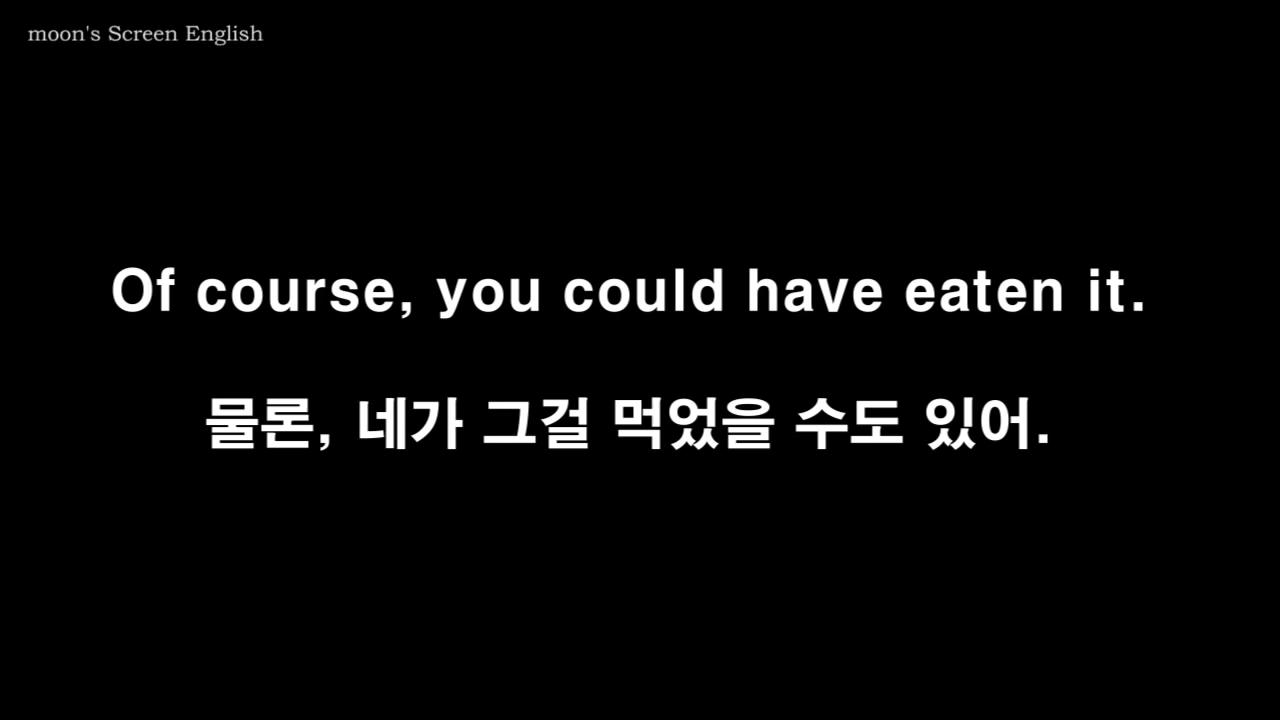 moon's Screen English
Of course, you could have eaten it.
물론, 네가 그걸 먹었을 수도 있어.